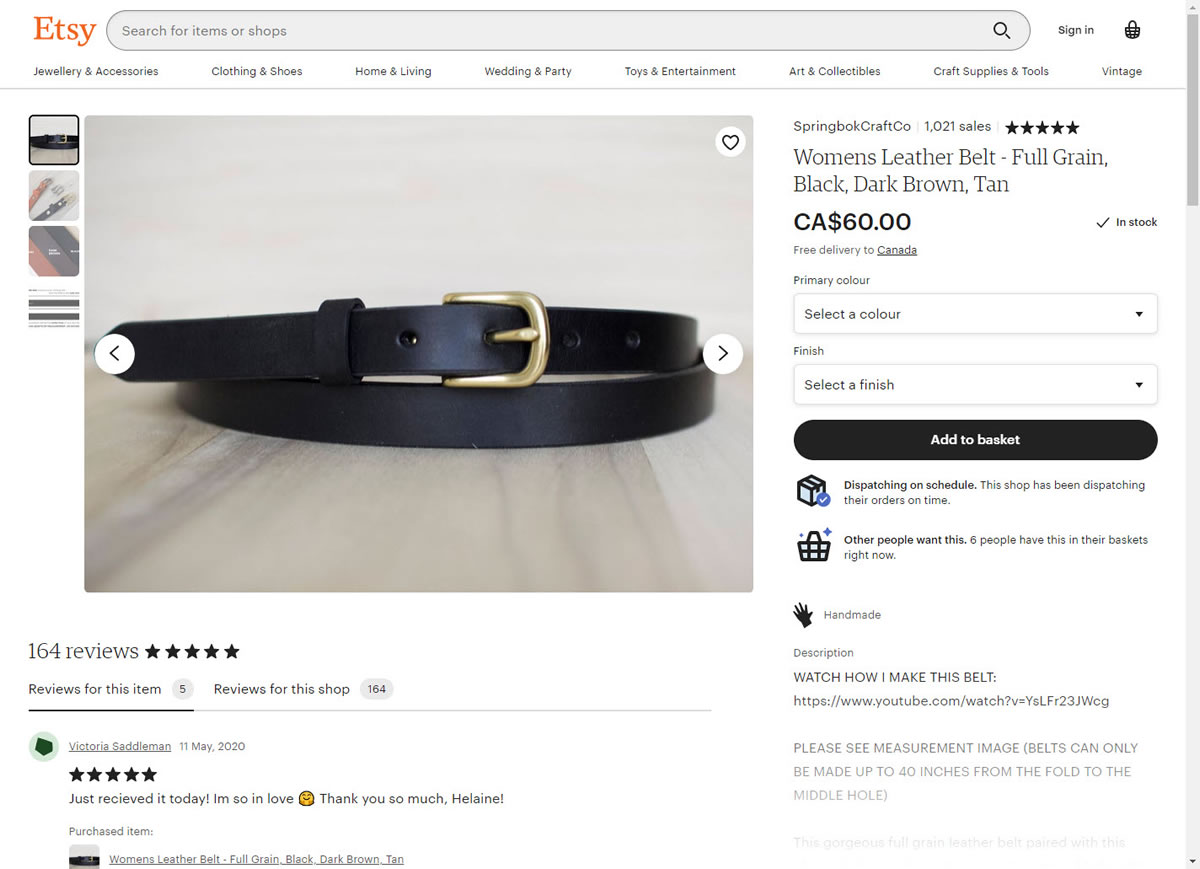 Etsy
Search for items or shops
Sign in
Jewellery & Accessories
Clothing & Shoes
Home & Living
Wedding & Party
Toys & Entertainment
Art & Collectibles
Craft Supplies & Tools
Vintage
SpringbokCraftCo
1,021 sales
Womens Leather Belt - Full Grain,
Black, Dark Brown, Tan
CA$60.00
In stock
Free delivery to Canada
Primary colour
Select a colour
Finish
Select a finish
Add to basket
Dispatching on schedule. This shop has been dispatching
their orders on time.
Other people want this. 6 people have this in their baskets
right now.
Handmade
Description
WATCH HOW I MAKE THIS BELT:
https://www.youtube.com/watch?v=YsLFr23JWcg
PLEASE SEE MEASUREMENT IMAGE (BELTS CAN ONLY
BE MADE UP TO 40 INCHES FROM THE FOLD TO THE
MIDDLE HOLE)
This gorgeous full grain leather belt paired with this
164 reviews
Reviews for this item 5
Reviews for this shop 164
Victoria Saddleman 11 May, 2020
Just recieved it today! Im so in love 🤗 Thank you so much, Helaine!
Purchased item:
Womens Leather Belt - Full Grain, Black, Dark Brown, Tan